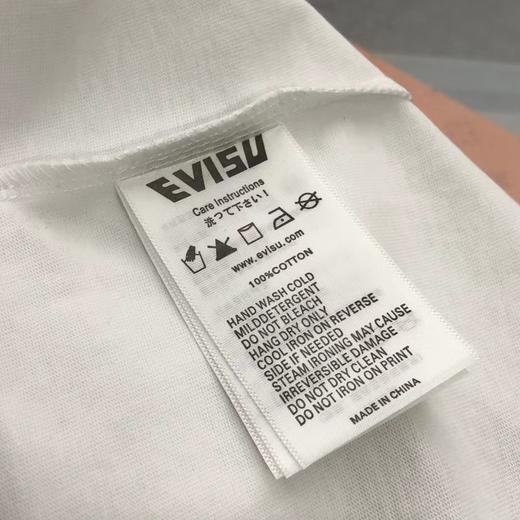 EVISU
Care Instructions
洗って下さい!
www.evisu.com
100%COTTON
HAND WASH COLD
MILDDETERGENT
DO NOT BLEACH
HANG DRY ONLY
COOL IRON ON REVERSE
SIDE IF NEEDED
STEAM IRONING MAY CAUSE
IRREVERSIBLE DAMAGE
DO NOT DRY CLEAN
DO NOT IRON ON PRINT
MADE IN CHINA